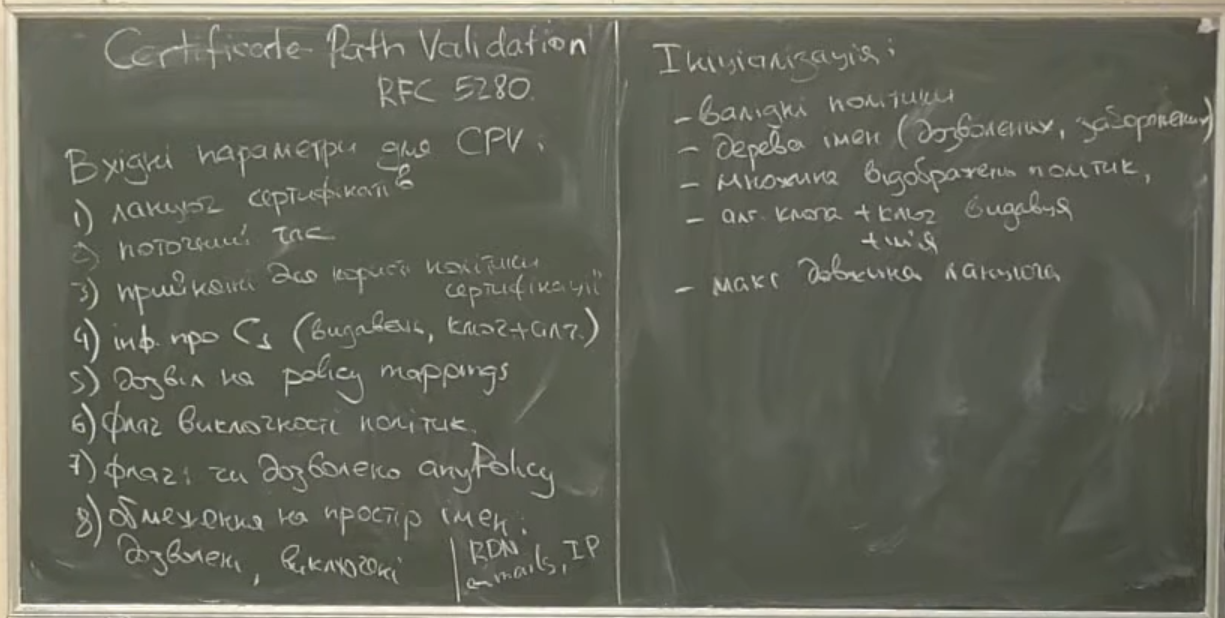 Certificate Path Validation
RFC 5280.
Вхідні параметри для CPV:
1) ланцюг сертифікатів
2) поточний час
3) прийнятні для користі політики
сертифікації
4) інф. про C₁ (видавець, ключ+алг.)
5) дозвіл на policy mappings
6) флаг виключності політик.
7) флаг: чи дозволено anyPolicy
8) обмеження на простір імен:
дозволені, виключені
RDN
emails, IP
Ініціалізація:
- валідні політики
- дерева імен (дозволених, заборонених)
- множина відображень політик,
- алг. ключа + ключ видавця
+ ім'я
- макс довжина ланцюга